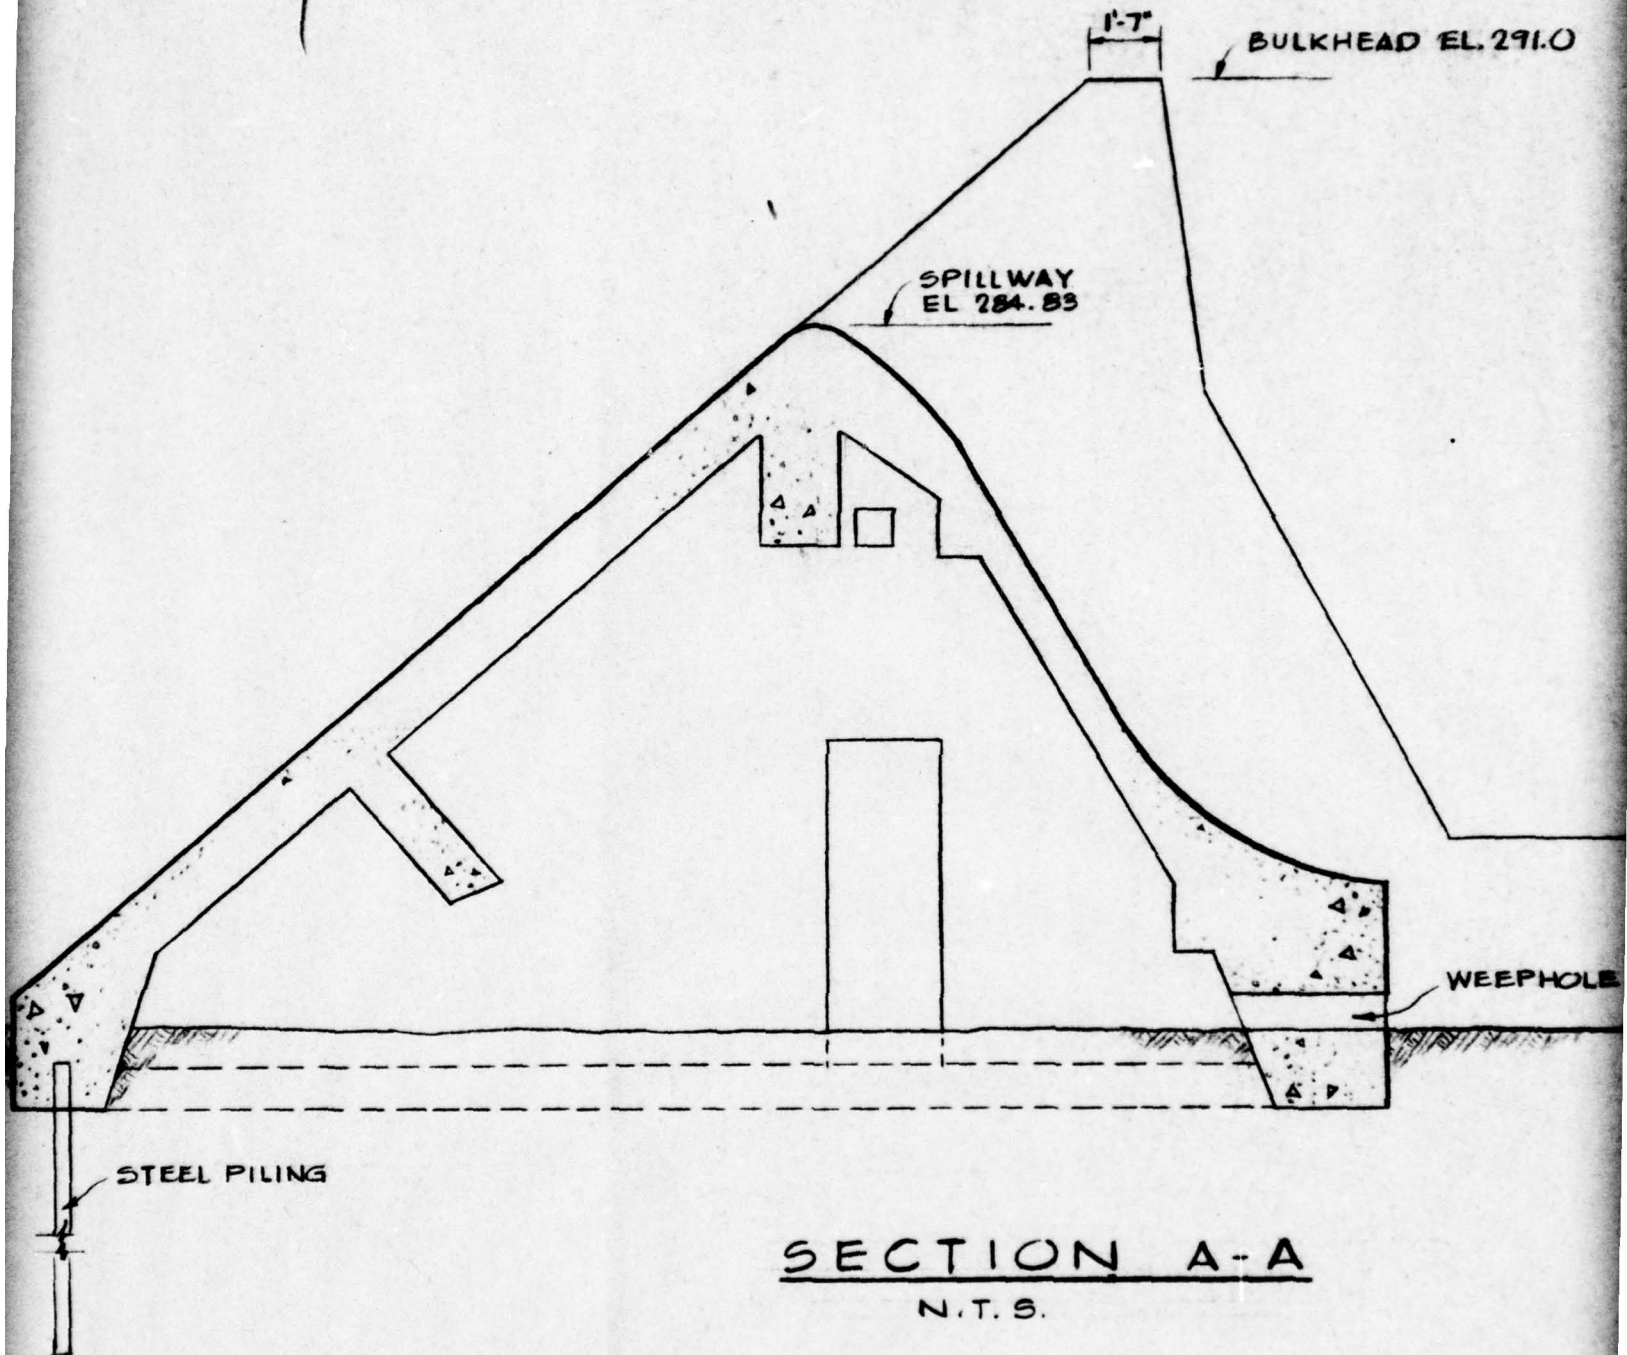 1'-7"
BULKHEAD EL. 291.0
SPILLWAY
EL 284.83
WEEPHOLE
STEEL PILING
SECTION A-A
N.T.S.